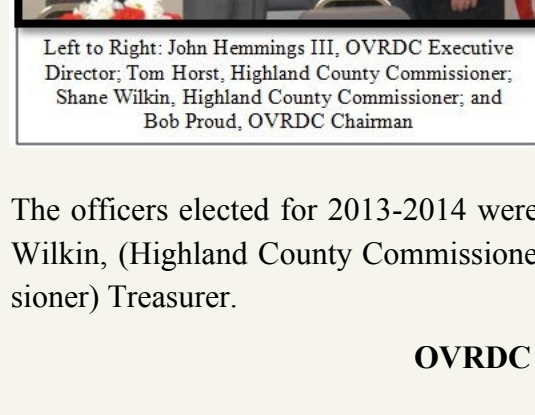 Left to Right: John Hemmings III, OVRDC Executive
Director; Tom Horst, Highland County Commissioner;
Shane Wilkin, Highland County Commissioner; and
Bob Proud, OVRDC Chairman
The officers elected for 2013-2014 were
Wilkin, (Highland County Commissione
sioner) Treasurer.
OVRDC